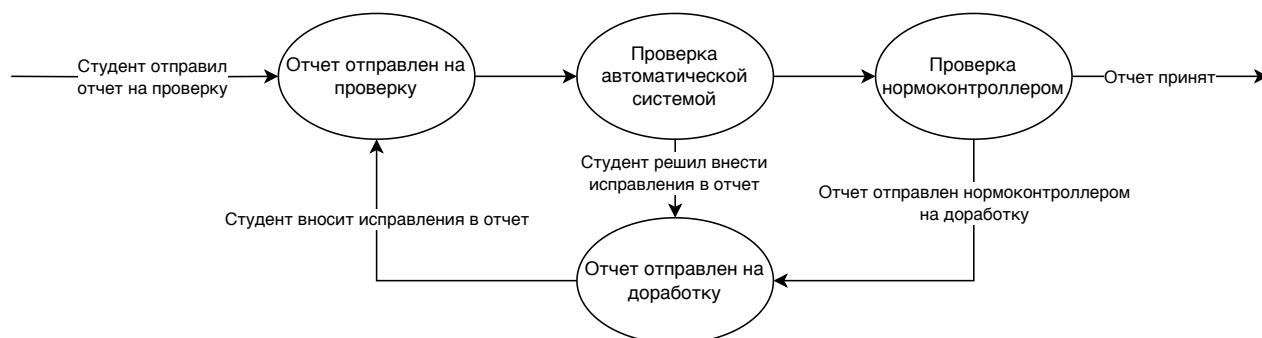 Студент отправил
отчет на проверку
Отчет отправлен на
проверку
Проверка
автоматической
системой
Проверка
нормоконтроллером
Отчет принят
Студент решил внести
исправления в отчет
Отчет отправлен нормоконтроллером
на доработку
Студент вносит исправления в отчет
Отчет отправлен на
доработку